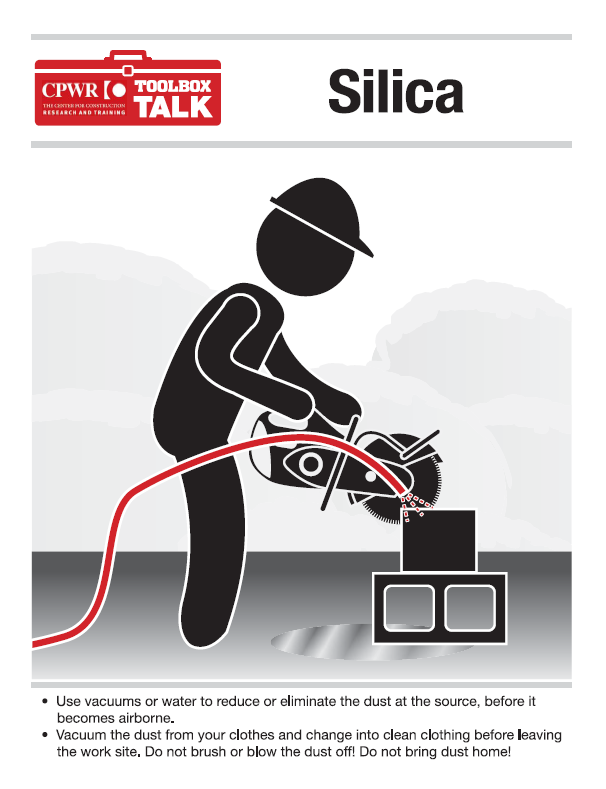 CPWR
THE CENTER FOR CONSTRUCTION
RESEARCH AND TRAINING
TOOLBOX
TALK
Silica
• Use vacuums or water to reduce or eliminate the dust at the source, before it
becomes airborne.
• Vacuum the dust from your clothes and change into clean clothing before leaving
the work site. Do not brush or blow the dust off! Do not bring dust home!